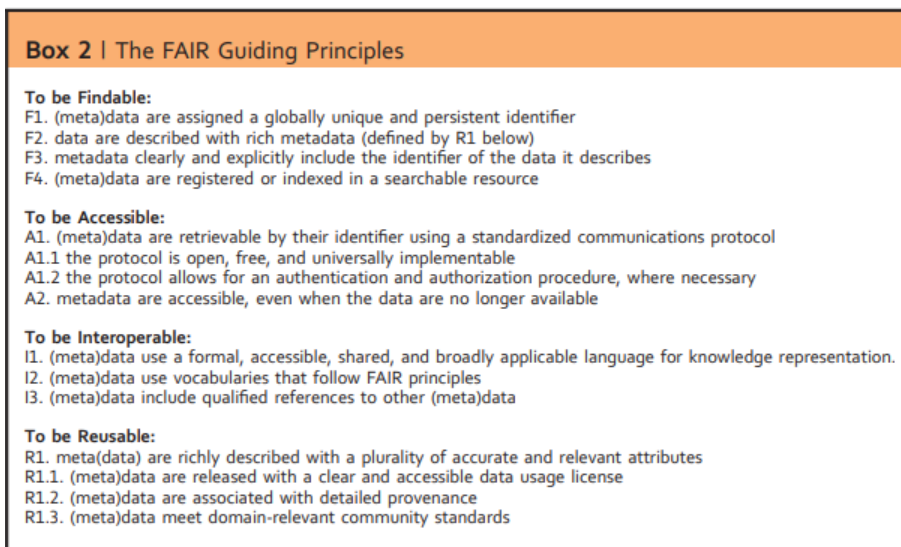 Box 2 | The FAIR Guiding Principles
To be Findable:
F1. (meta)data are assigned a globally unique and persistent identifier
F2. data are described with rich metadata (defined by R1 below)
F3. metadata clearly and explicitly include the identifier of the data it describes
F4. (meta)data are registered or indexed in a searchable resource
To be Accessible:
A1. (meta)data are retrievable by their identifier using a standardized communications protocol
A1.1 the protocol is open, free, and universally implementable
A1.2 the protocol allows for an authentication and authorization procedure, where necessary
A2. metadata are accessible, even when the data are no longer available
To be Interoperable:
I1. (meta)data use a formal, accessible, shared, and broadly applicable language for knowledge representation.
I2. (meta)data use vocabularies that follow FAIR principles
I3. (meta)data include qualified references to other (meta)data
To be Reusable:
R1. meta(data) are richly described with a plurality of accurate and relevant attributes
R1.1. (meta)data are released with a clear and accessible data usage license
R1.2. (meta)data are associated with detailed provenance
R1.3. (meta)data meet domain-relevant community standards